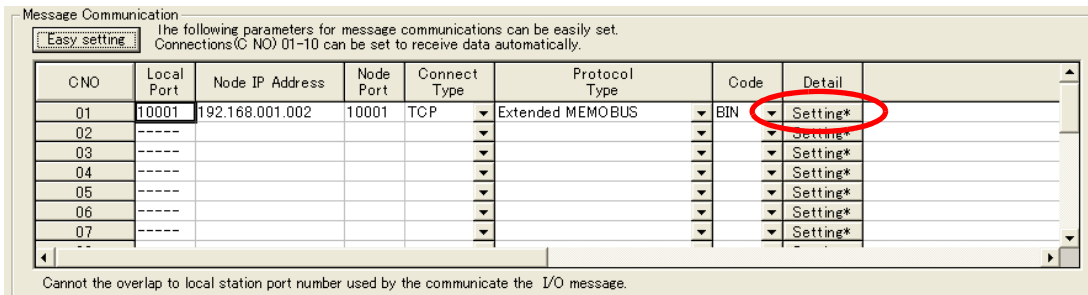 Message Communication
Easy setting
The following parameters for message communications can be easily set.
Connections(C NO) 01-10 can be set to receive data automatically.
CNO Local Port Node IP Address Node Port Connect Type Protocol Type Code Detail
01 10001 192.168.001.002 10001 TCP Extended MEMOBUS BIN Setting*
02 ----- Setting*
03 ----- Setting*
04 ----- Setting*
05 ----- Setting*
06 ----- Setting*
07 ----- Setting*
Cannot the overlap to local station port number used by the communicate the I/O message.